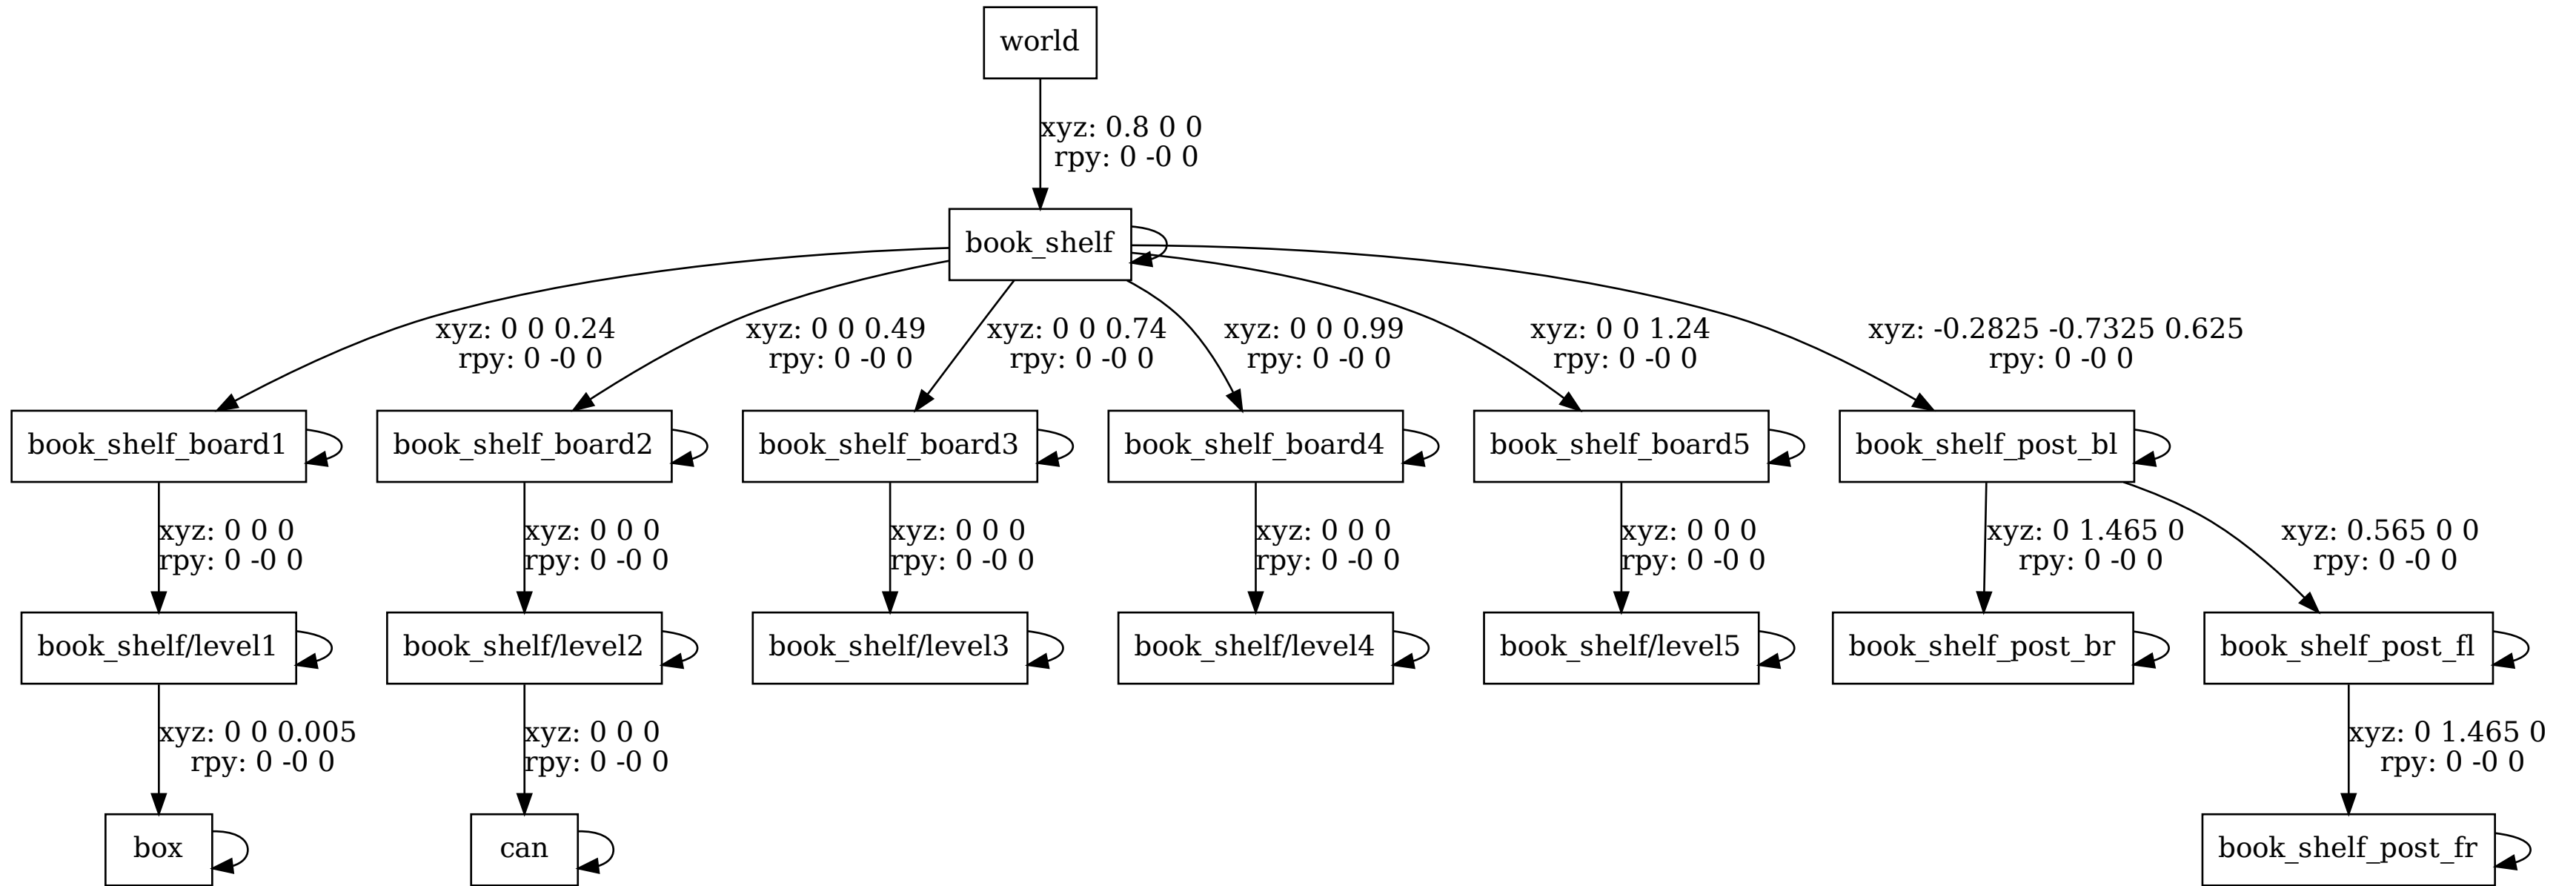 world
xyz: 0.8 0 0
rpy: 0 -0 0
book_shelf
xyz: 0 0 0.24
rpy: 0 -0 0
xyz: 0 0 0.49
rpy: 0 -0 0
xyz: 0 0 0.74
rpy: 0 -0 0
xyz: 0 0 0.99
rpy: 0 -0 0
xyz: 0 0 1.24
rpy: 0 -0 0
xyz: -0.2825 -0.7325 0.625
rpy: 0 -0 0
book_shelf_board1
book_shelf_board2
book_shelf_board3
book_shelf_board4
book_shelf_board5
book_shelf_post_bl
xyz: 0 0 0
rpy: 0 -0 0
xyz: 0 0 0
rpy: 0 -0 0
xyz: 0 0 0
rpy: 0 -0 0
xyz: 0 0 0
rpy: 0 -0 0
xyz: 0 0 0
rpy: 0 -0 0
xyz: 0 1.465 0
rpy: 0 -0 0
xyz: 0.565 0 0
rpy: 0 -0 0
book_shelf/level1
book_shelf/level2
book_shelf/level3
book_shelf/level4
book_shelf/level5
book_shelf_post_br
book_shelf_post_fl
xyz: 0 0 0.005
rpy: 0 -0 0
xyz: 0 0 0
rpy: 0 -0 0
xyz: 0 1.465 0
rpy: 0 -0 0
box
can
book_shelf_post_fr